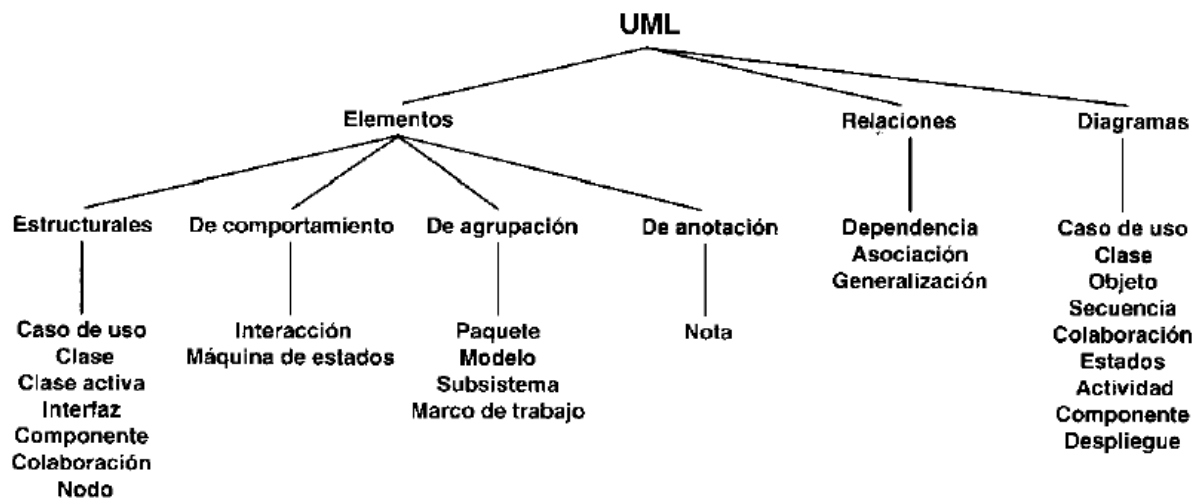 UML
Elementos
Relaciones
Diagramas
Estructurales
De comportamiento
De agrupación
De anotación
Dependencia
Asociación
Generalización
Caso de uso
Clase
Objeto
Secuencia
Colaboración
Estados
Actividad
Componente
Despliegue
Caso de uso
Clase
Clase activa
Interfaz
Componente
Colaboración
Nodo
Interacción
Máquina de estados
Paquete
Modelo
Subsistema
Marco de trabajo
Nota